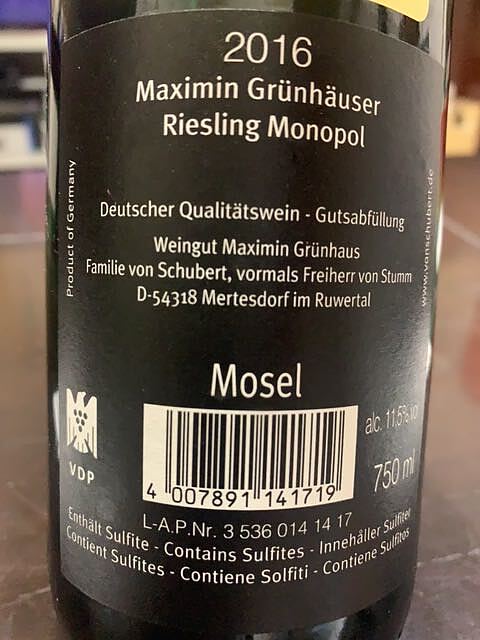 2016
Maximin Grünhäuser
Riesling Monopol
Product of Germany
Deutscher Qualitätswein - Gutsabfüllung
www.vonschubert.de
Weingut Maximin Grünhaus
Familie von Schubert, vormals Freiherr von Stumm
D-54318 Mertesdorf im Ruwertal
Mosel
alc. 11,5% vol
VDP
750 ml
4 007891 141719
L-A.P.Nr. 3 536 014 14 17
Enthält Sulfite - Contains Sulfites - Innehåller Sulfiter
Contient Sulfites - Contiene Solfiti - Contiene Sulfitos